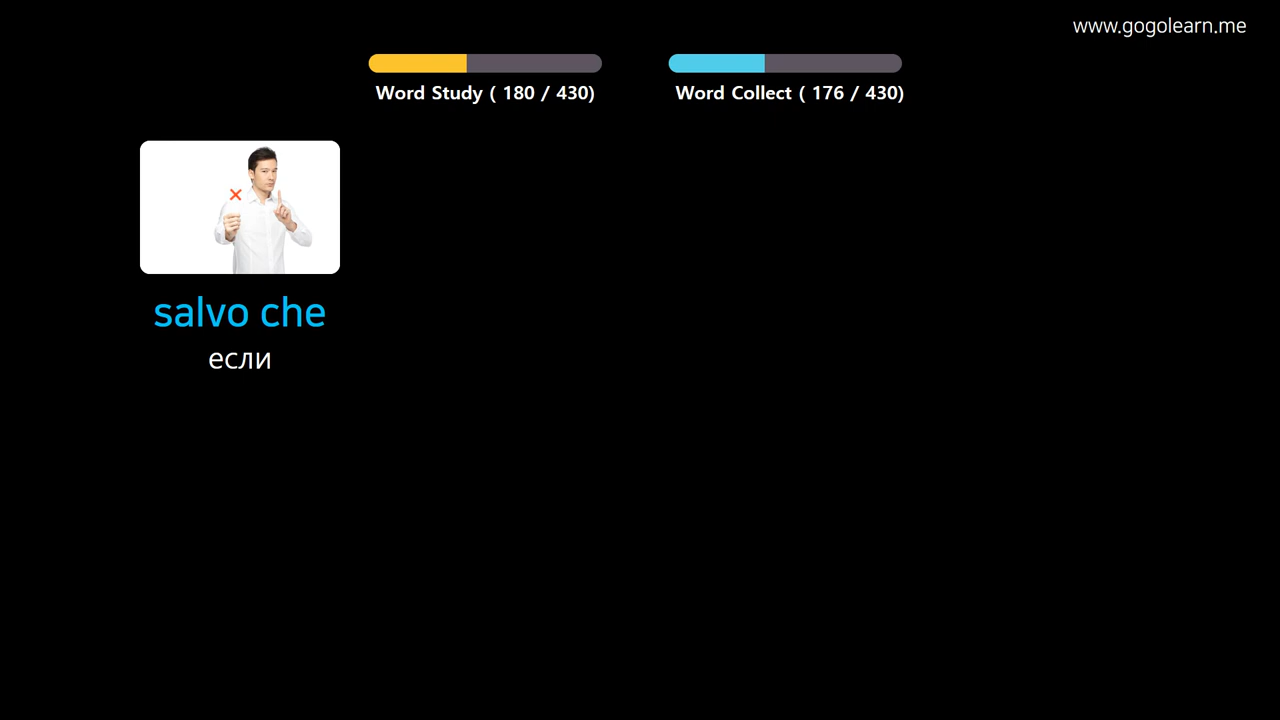 www.gogolearn.me
Word Study ( 180 / 430)
Word Collect ( 176 / 430)
salvo che
если